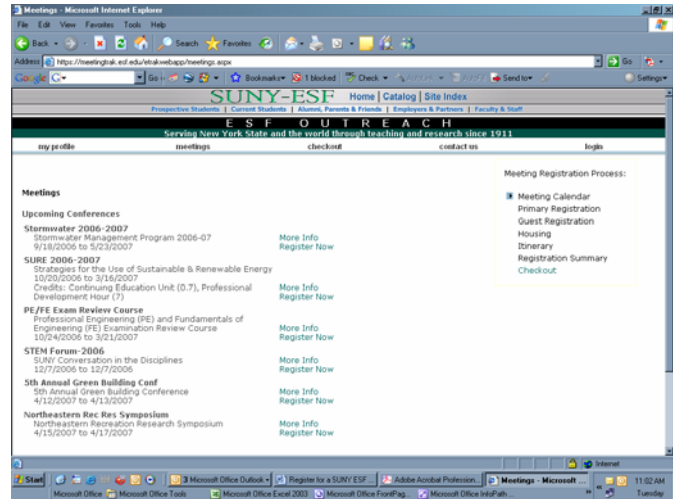 Meetings - Microsoft Internet Explorer
File Edit View Favorites Tools Help
Back Search Favorites
Address https://meetingtrak.esf.edu/etrakwebapp/meetings.aspx Go
Google G Go Bookmarks 1 blocked Check Send to Settings
SUNY-ESF Home | Catalog | Site Index
Prospective Students | Current Students | Alumni, Parents & Friends | Employers & Partners | Faculty & Staff
ESF OUTREACH
Serving New York State and the world through teaching and research since 1911
my profile meetings checkout contact us login
Meeting Registration Process:
Meeting Calendar
Primary Registration
Guest Registration
Housing
Itinerary
Registration Summary
Checkout
Meetings
Upcoming Conferences
Stormwater 2006-2007
Stormwater Management Program 2006-07 More Info
9/18/2006 to 5/23/2007 Register Now
SURE 2006-2007
Strategies for the Use of Sustainable & Renewable Energy
10/20/2006 to 3/16/2007
Credits: Continuing Education Unit (0.7), Professional More Info
Development Hour (7) Register Now
PE/FE Exam Review Course
Professional Engineering (PE) and Fundamentals of
Engineering (FE) Examination Review Course More Info
10/24/2006 to 3/21/2007 Register Now
STEM Forum-2006
SUNY Conversation in the Disciplines More Info
12/7/2006 to 12/7/2006 Register Now
5th Annual Green Building Conf
5th Annual Green Building Conference More Info
4/12/2007 to 4/13/2007 Register Now
Northeastern Rec Res Symposium
Northeastern Recreation Research Symposium More Info
4/15/2007 to 4/17/2007 Register Now
Internet
Start 3 Microsoft Office Outlook Register for a SUNY ESF ... Adobe Acrobat Profession... Meetings - Microsoft ... 11:02 AM
Microsoft Office Microsoft Office Tools Microsoft Office Excel 2003 Microsoft Office FrontPag... Microsoft Office InfoPath ... Tuesday